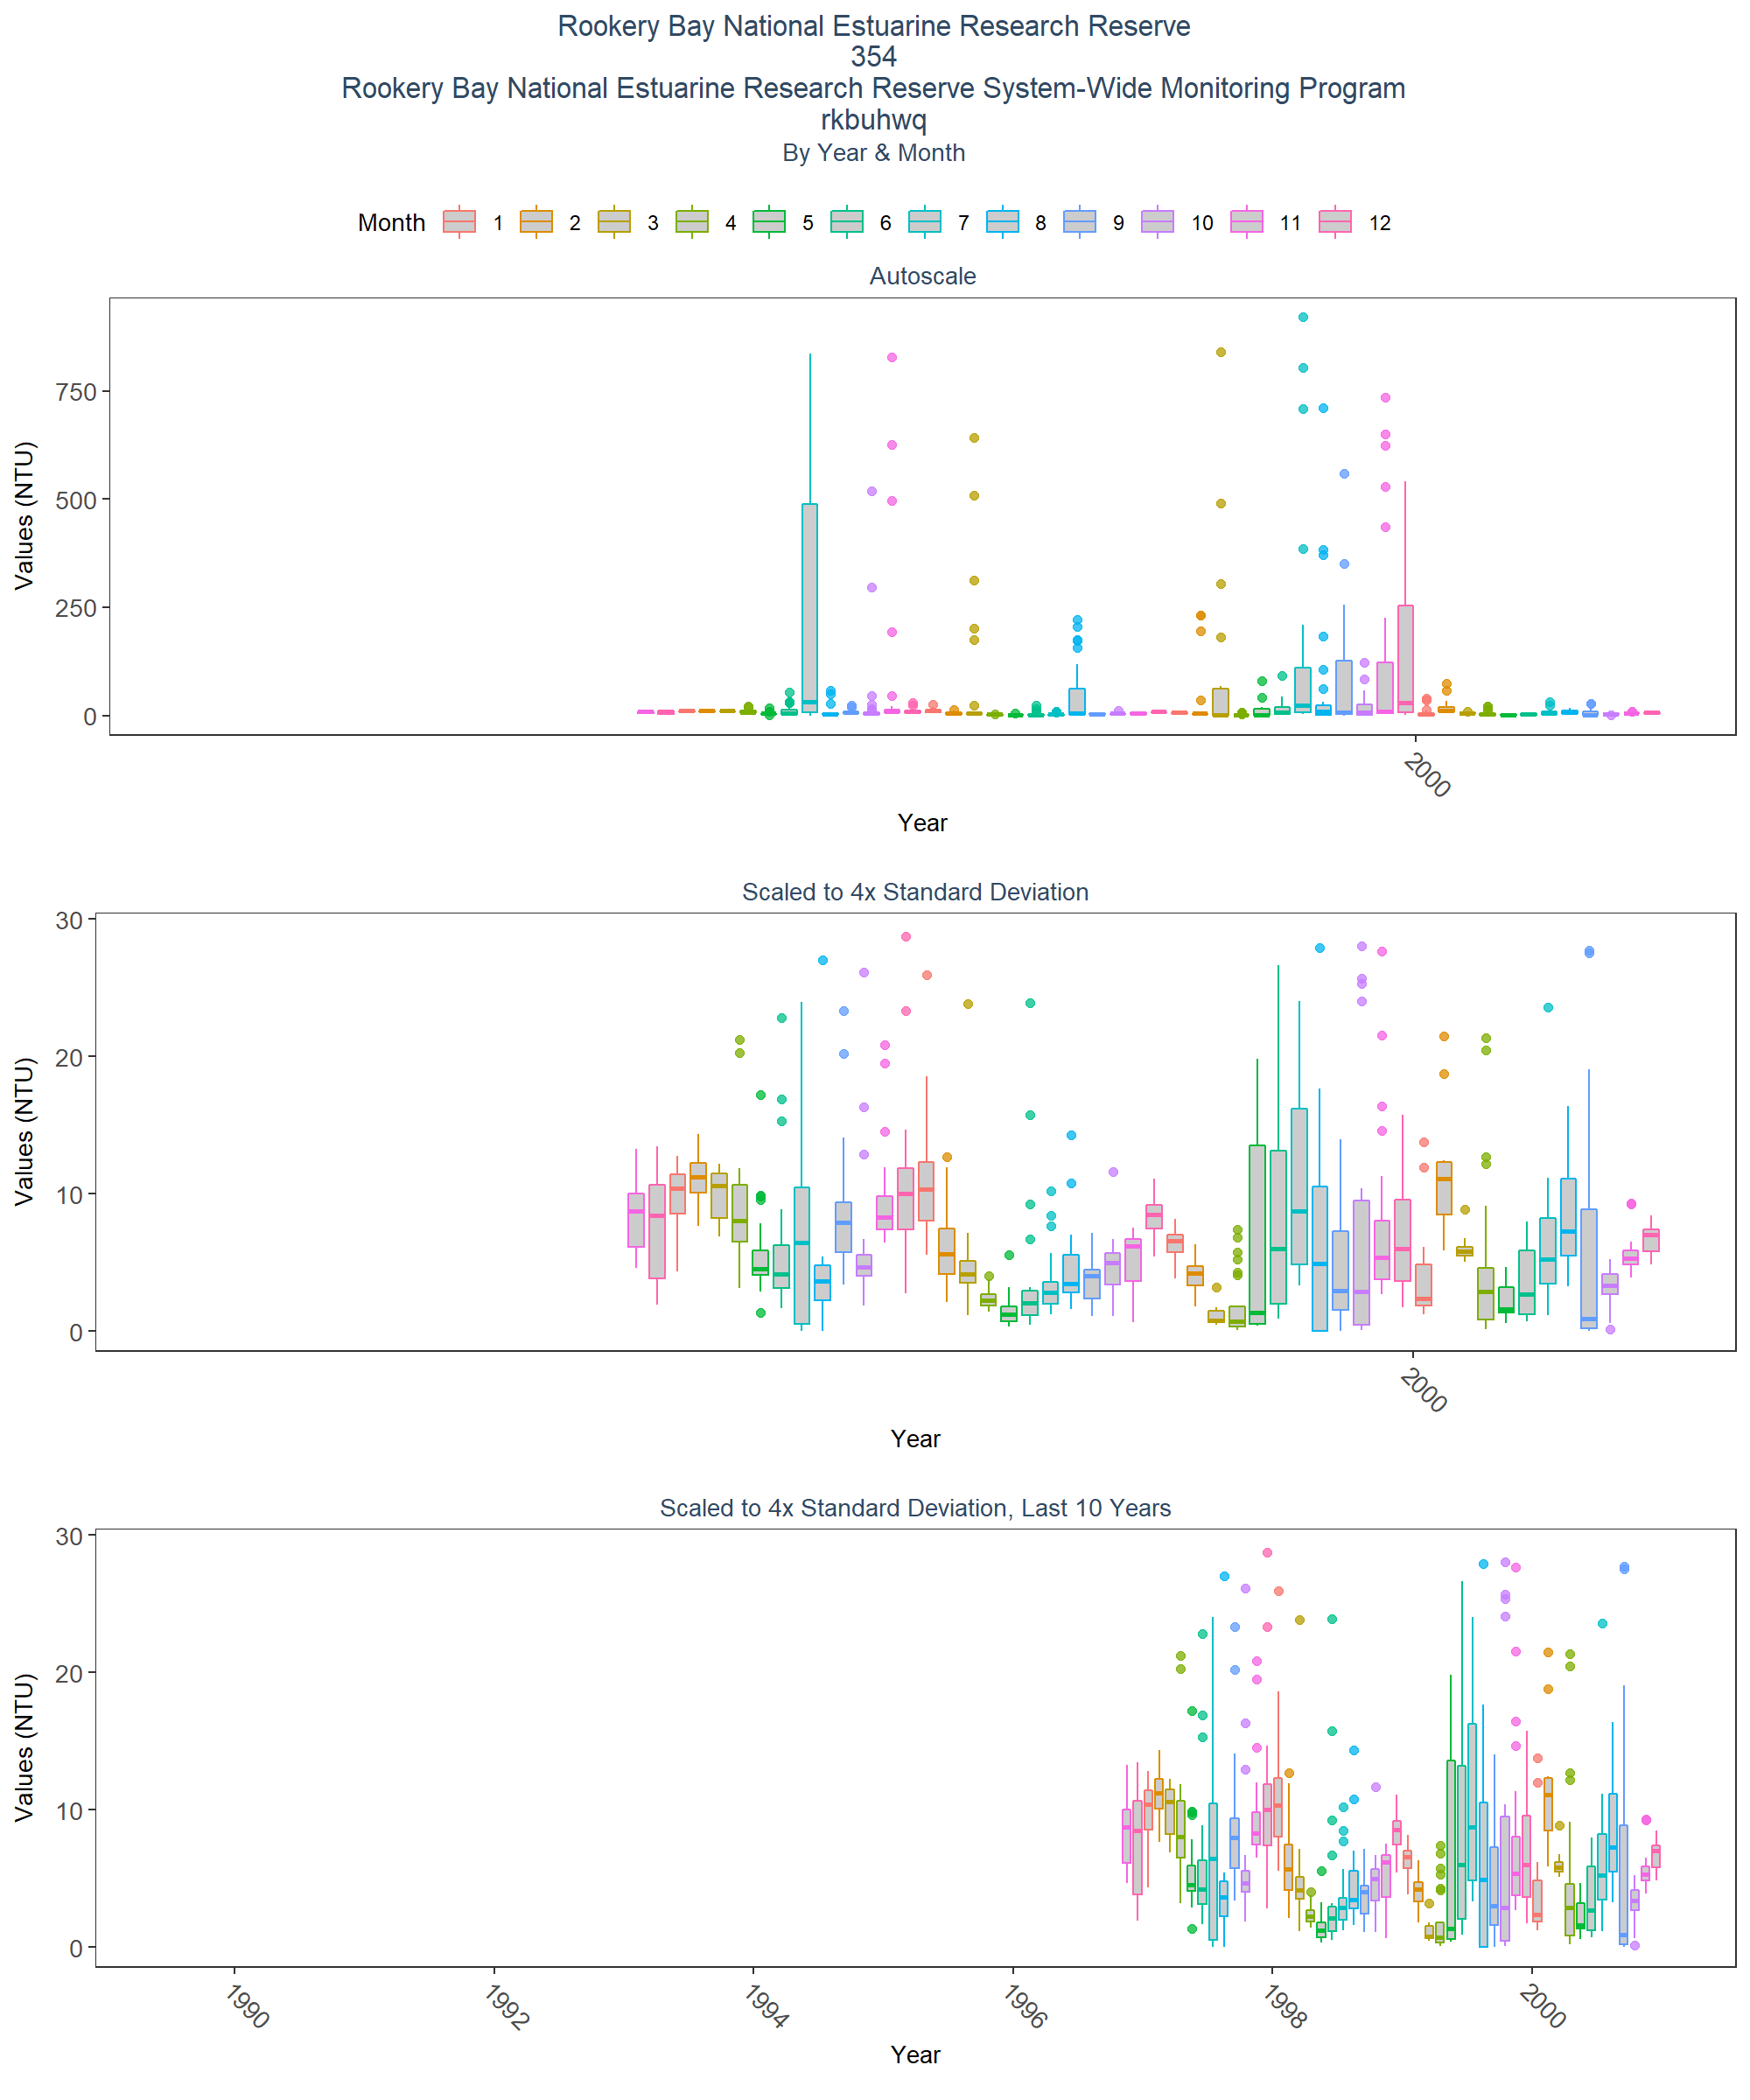 Rookery Bay National Estuarine Research Reserve
354
Rookery Bay National Estuarine Research Reserve System-Wide Monitoring Program
rkbuhwq
By Year & Month
Month 1 2 3 4 5 6 7 8 9 10 11 12
Autoscale
Values (NTU)
750
500
250
0
2000
Year
Scaled to 4x Standard Deviation
Values (NTU)
30
20
10
0
2000
Year
Scaled to 4x Standard Deviation, Last 10 Years
Values (NTU)
30
20
10
0
1990 1992 1994 1996 1998 2000
Year